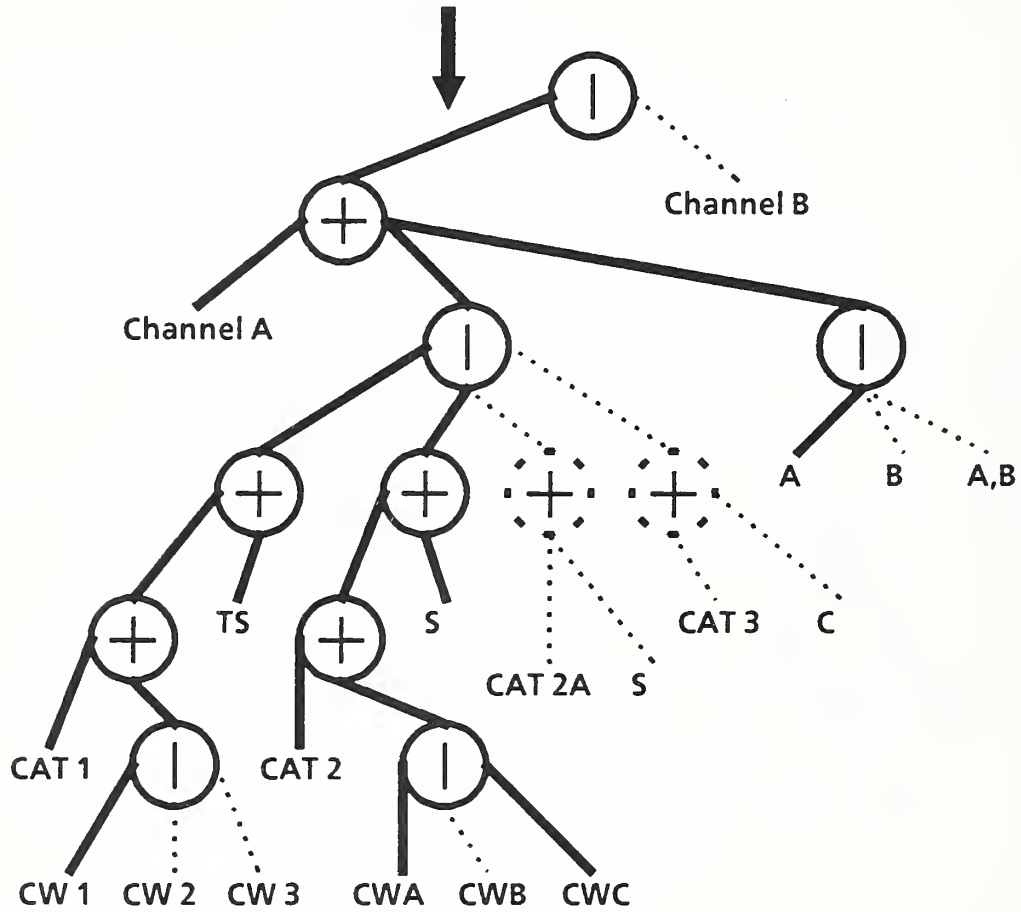 |
Channel B
+
Channel A
|
|
A
B
A,B
+
+
+
+
TS
S
CAT 3
C
+
+
CAT 2A
S
CAT 1
|
CAT 2
|
CW 1
CW 2
CW 3
CWA
CWB
CWC